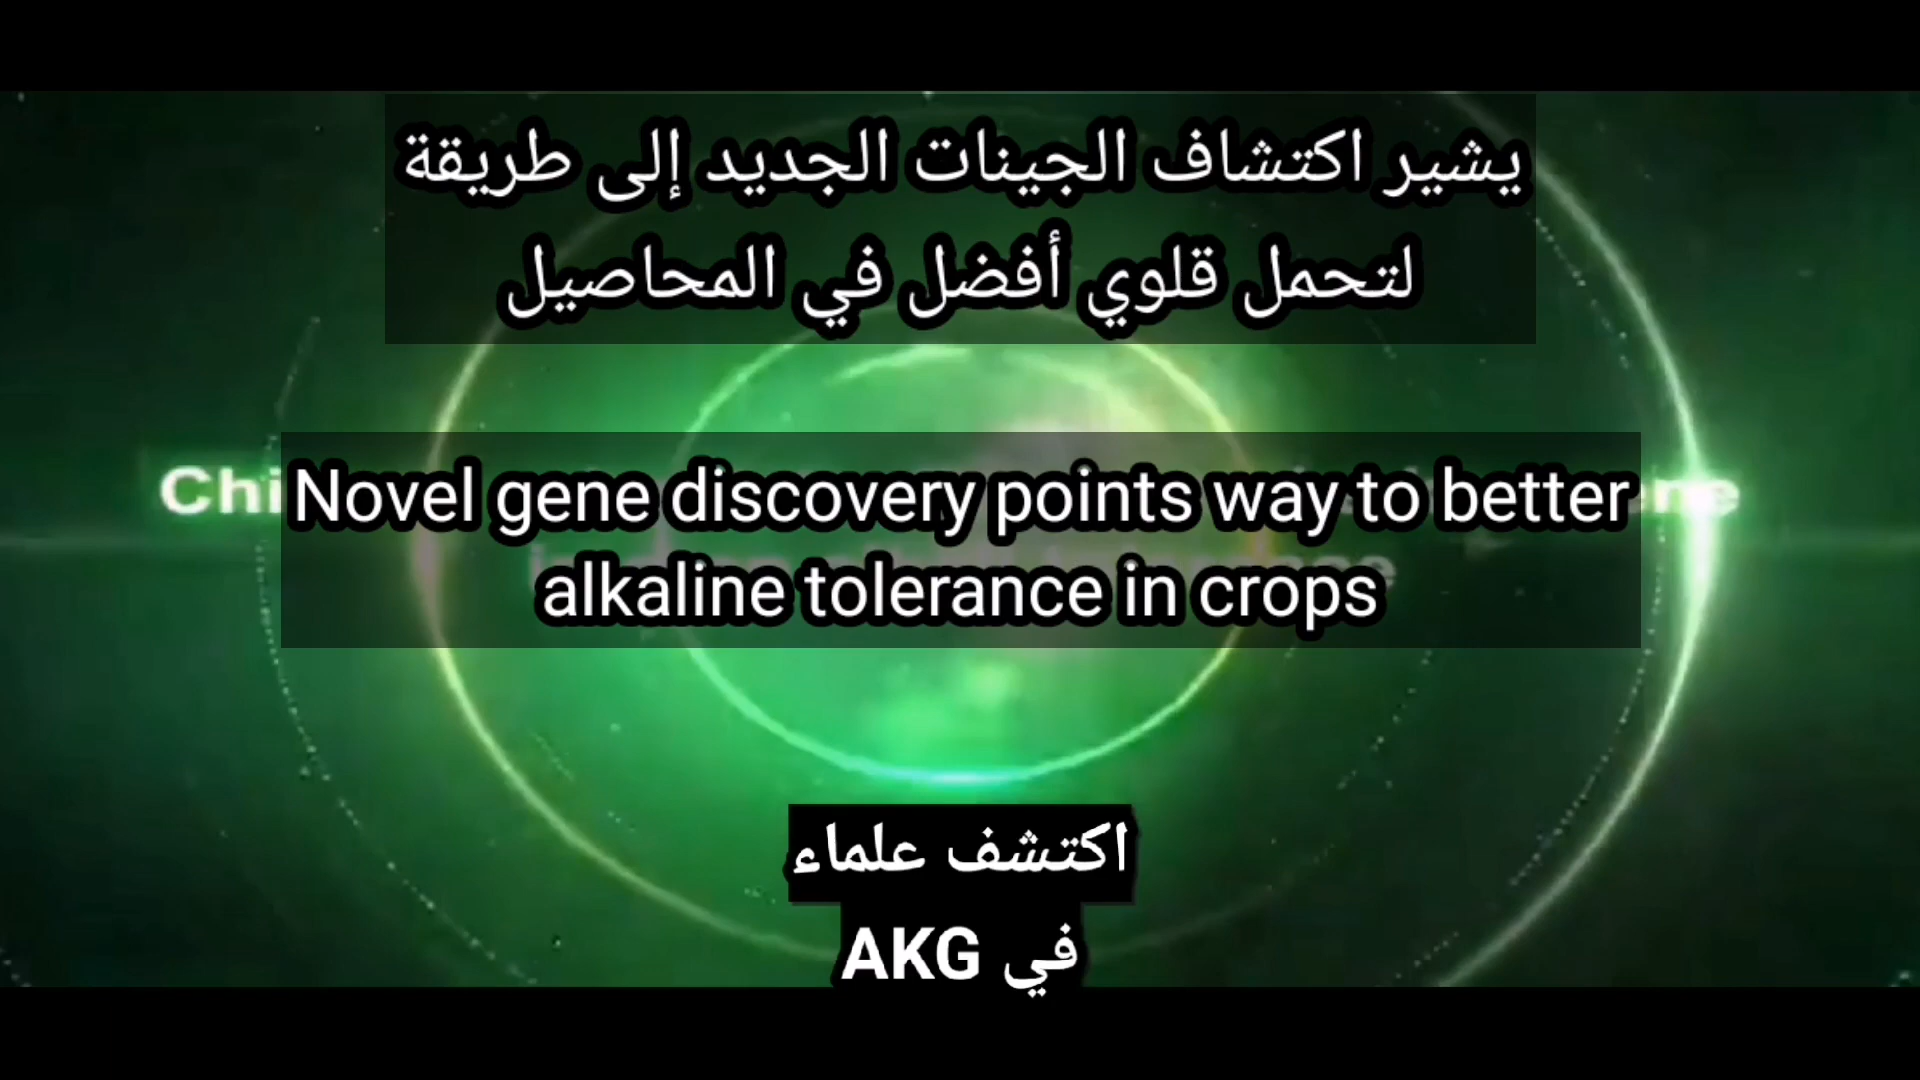 يشير اكتشاف الجينات الجديد إلى طريقة
لتحمل قلوي أفضل في المحاصيل
Novel gene discovery points way to better
alkaline tolerance in crops
اكتشف علماء
في AKG